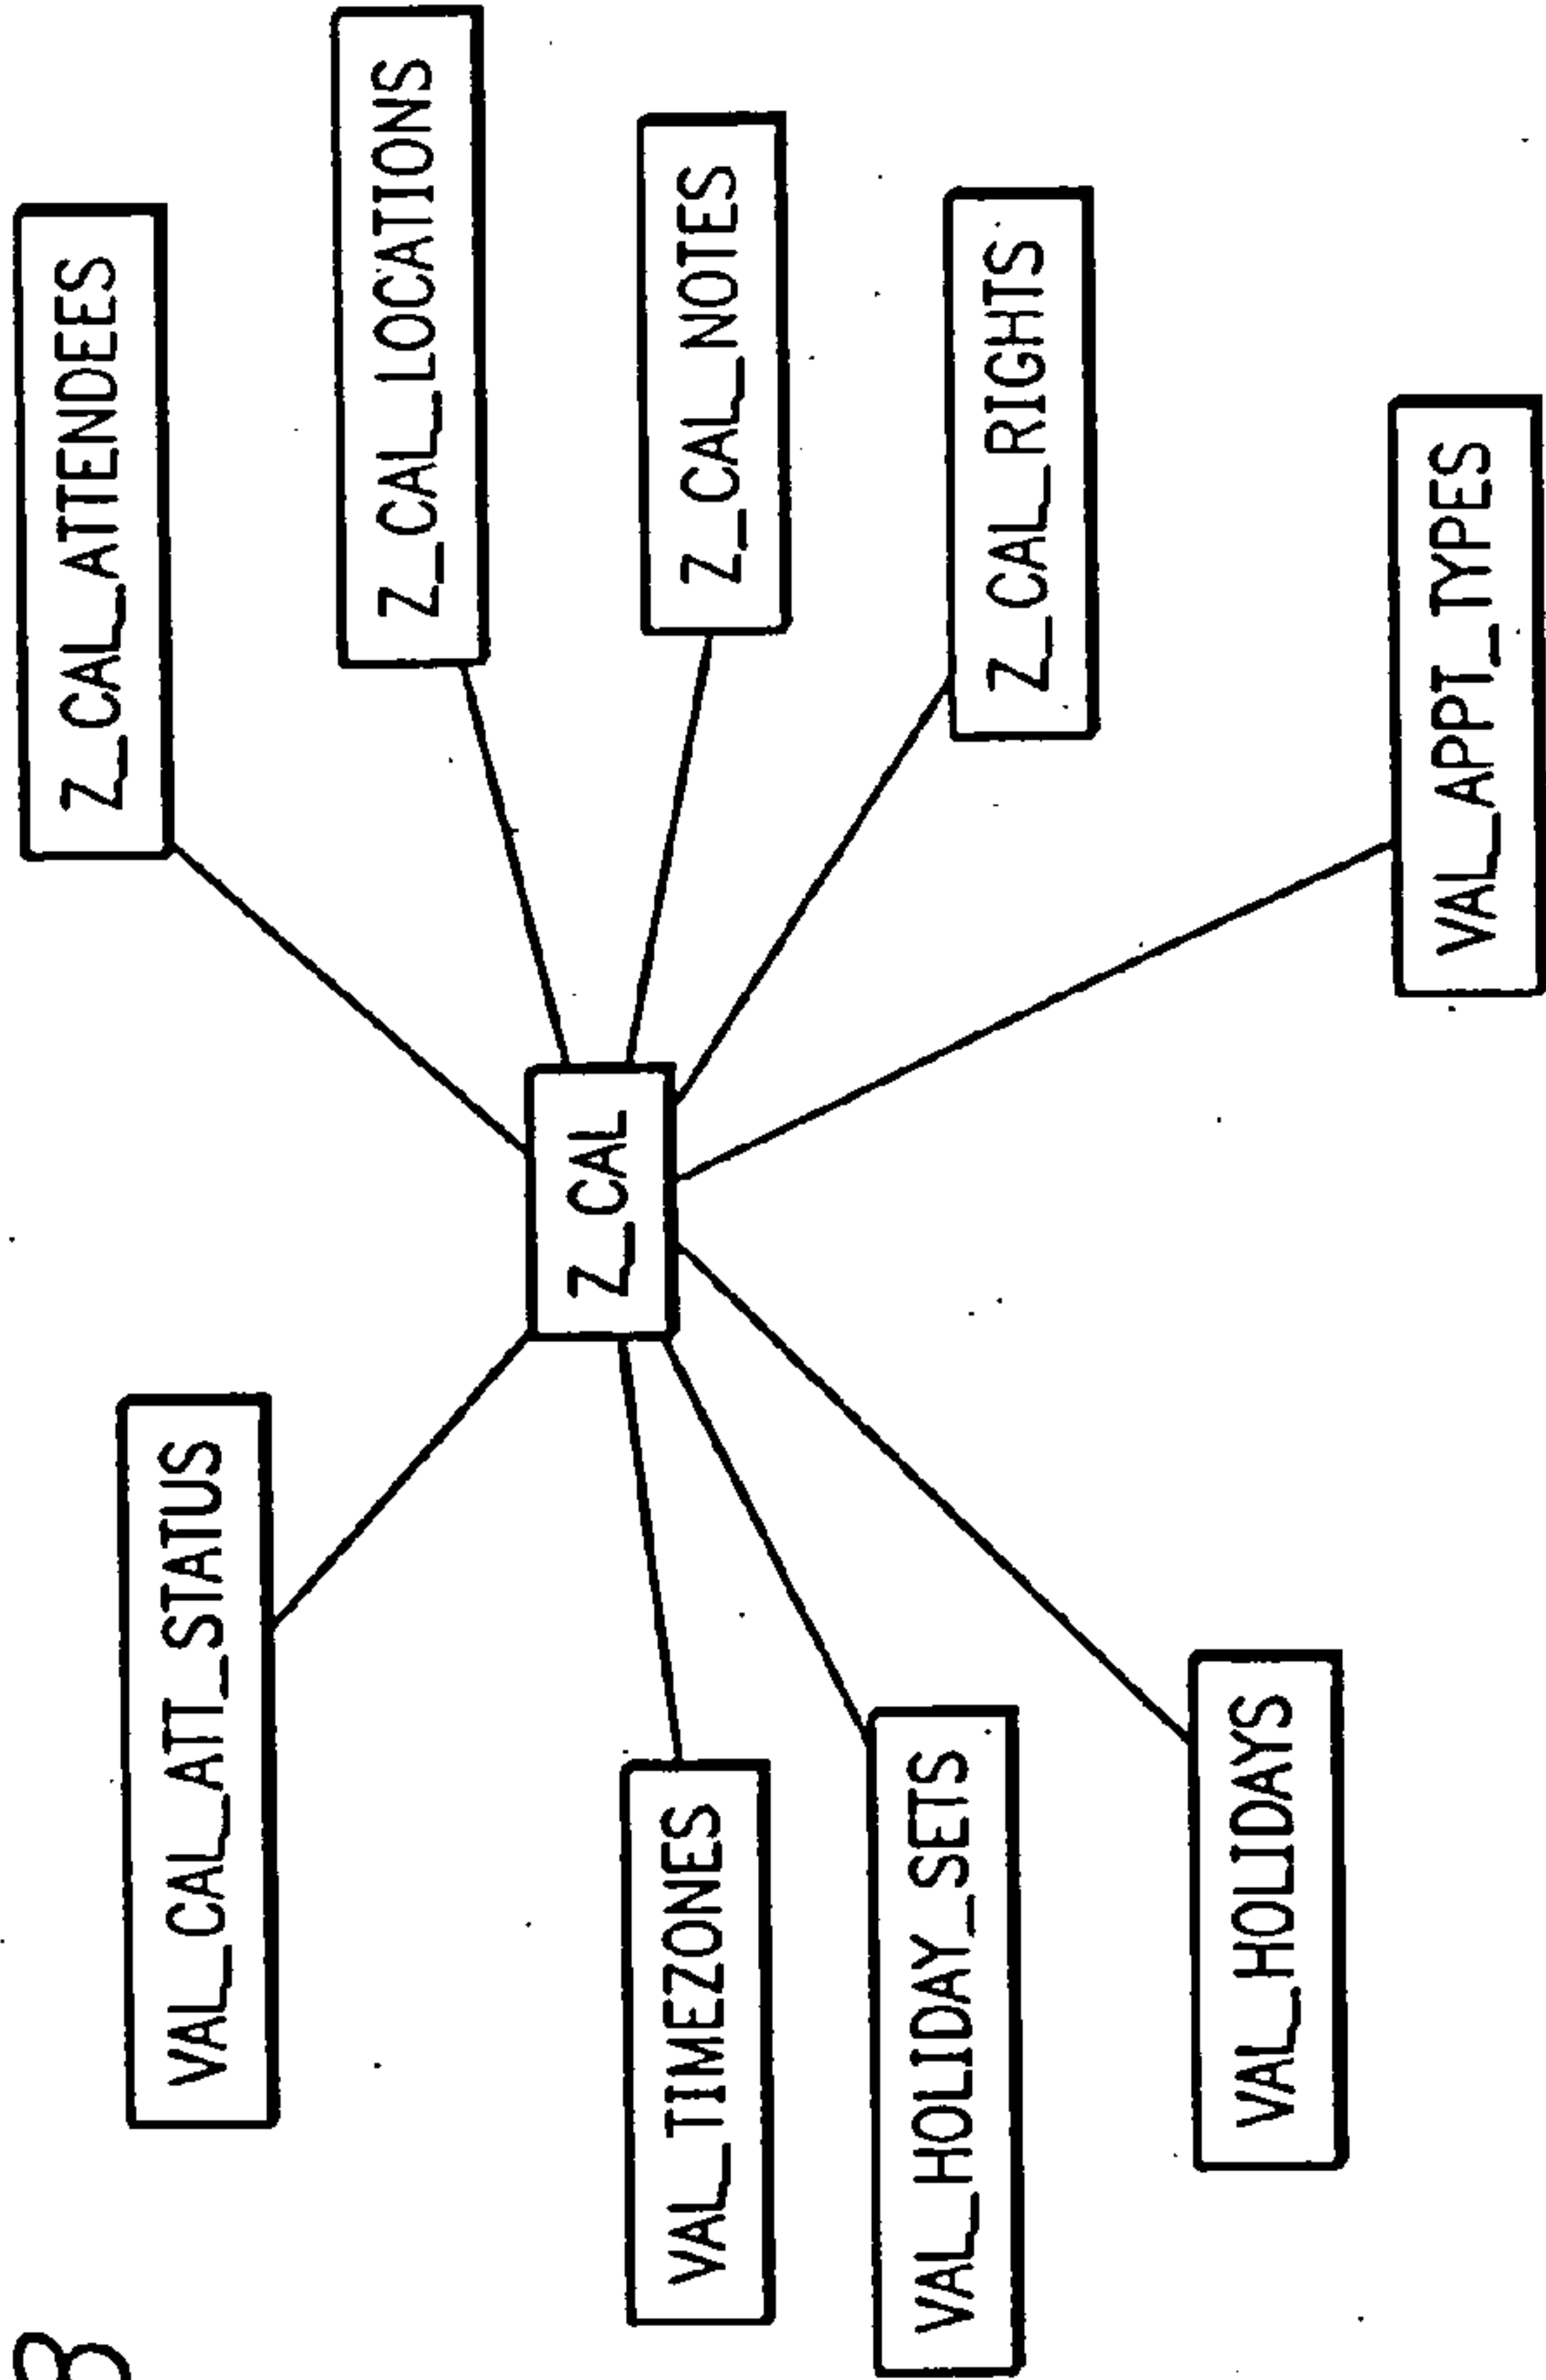 Z_CAL_ATTENDEES
VAL_CAL_ATT_STATUS
Z_CAL_LOCATIONS
Z_CAL
VAL_TIMEZONES
Z_CAL_NOTES
VAL_HOLIDAY_SETS
Z_CAL_RIGHTS
VAL_HOLIDAYS
VAL_APPT_TYPES